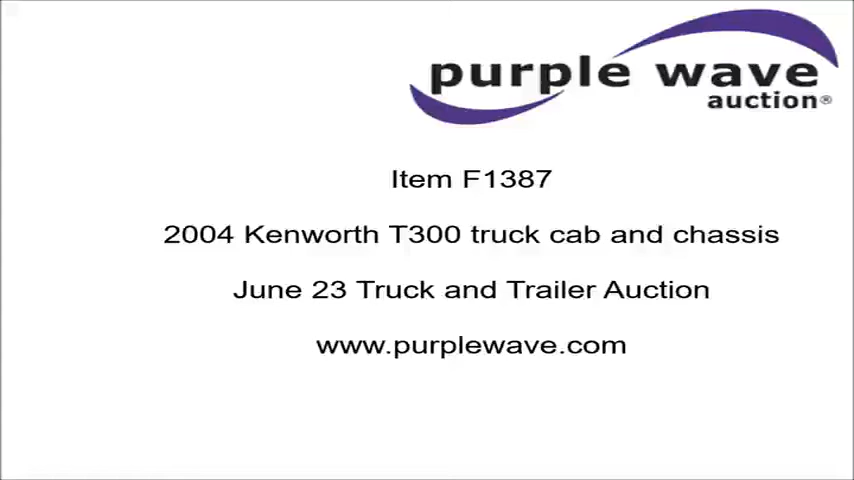 purple wave
auction®
Item F1387
2004 Kenworth T300 truck cab and chassis
June 23 Truck and Trailer Auction
www.purplewave.com